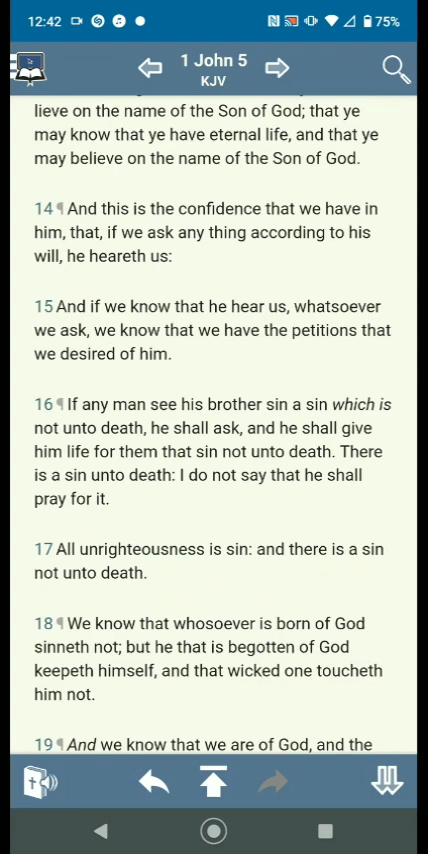 12:42
75%
1 John 5
KJV
lieve on the name of the Son of God; that ye
may know that ye have eternal life, and that ye
may believe on the name of the Son of God.
14 ¶ And this is the confidence that we have in
him, that, if we ask any thing according to his
will, he heareth us:
15 And if we know that he hear us, whatsoever
we ask, we know that we have the petitions that
we desired of him.
16 ¶ If any man see his brother sin a sin which is
not unto death, he shall ask, and he shall give
him life for them that sin not unto death. There
is a sin unto death: I do not say that he shall
pray for it.
17 All unrighteousness is sin: and there is a sin
not unto death.
18 ¶ We know that whosoever is born of God
sinneth not; but he that is begotten of God
keepeth himself, and that wicked one toucheth
him not.
19 ¶ And we know that we are of God, and the